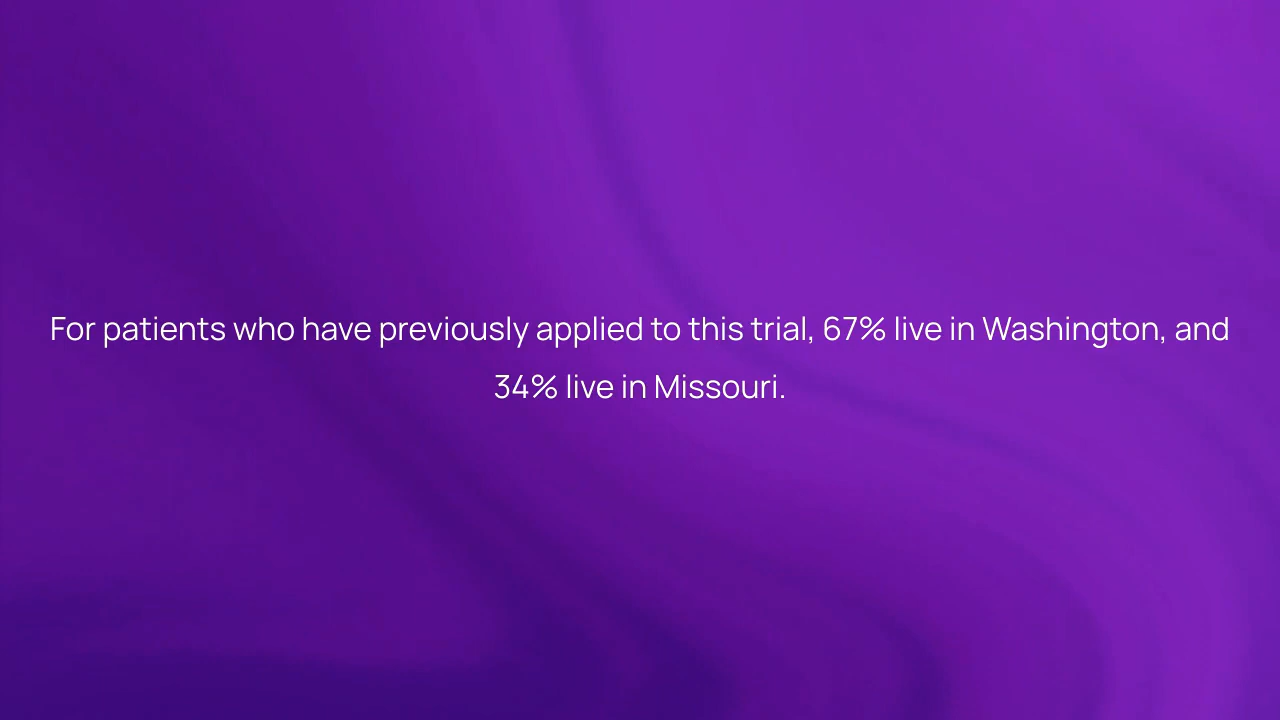 For patients who have previously applied to this trial, 67% live in Washington, and
34% live in Missouri.